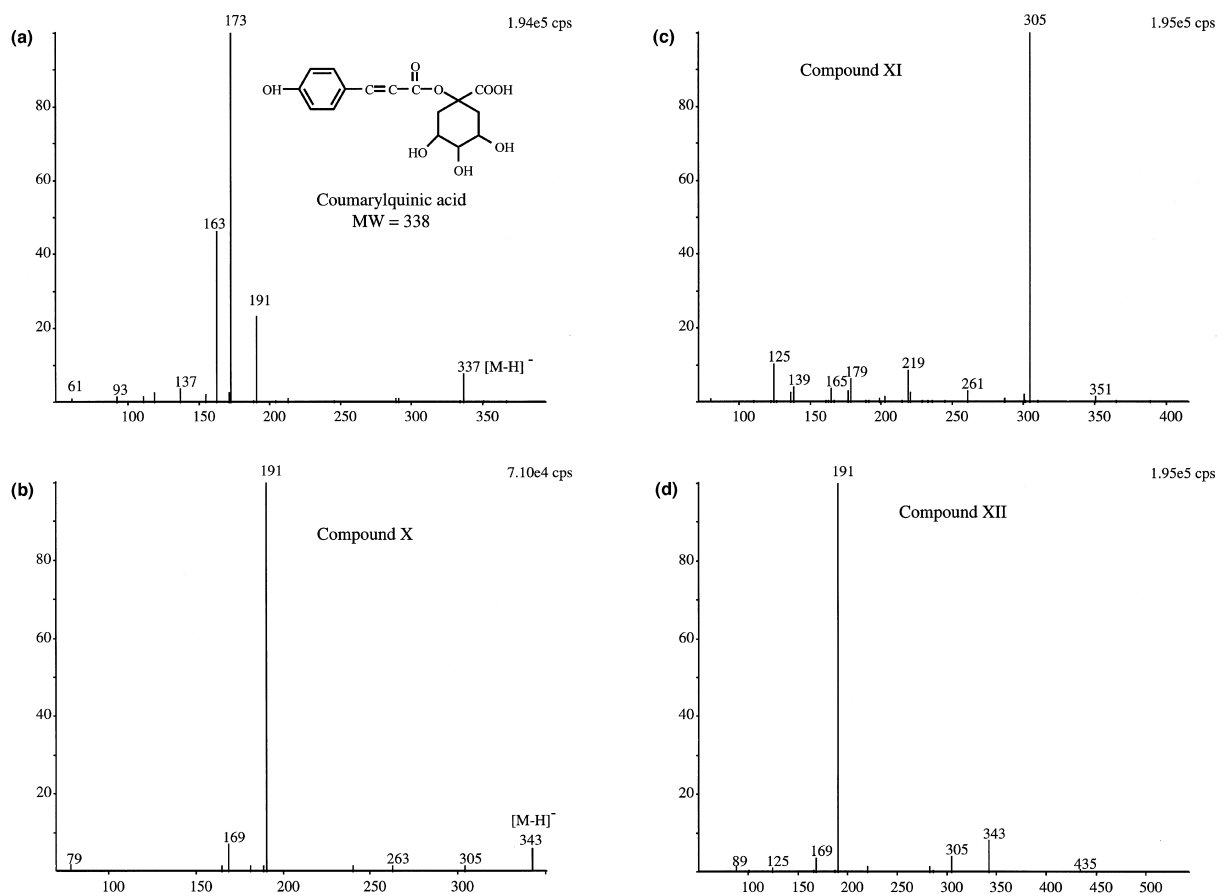 (a)
173
1.94e5 cps
80
60
40
20
OH
C=C
C
O
O
COOH
HO
OH
OH
Coumarylquinic acid
MW = 338
163
191
61
93
137
337 [M-H]-
100 150 200 250 300 350
(c)
305
1.95e5 cps
Compound XI
80
60
40
20
125
139
165
179
219
261
351
100 150 200 250 300 350 400
(b)
191
7.10e4 cps
Compound X
80
60
40
20
79
169
263
305
[M-H]-
343
100 200 300
(d)
191
1.95e5 cps
Compound XII
80
60
40
20
89
125
169
305
343
435
100 150 200 250 300 350 400 450 500